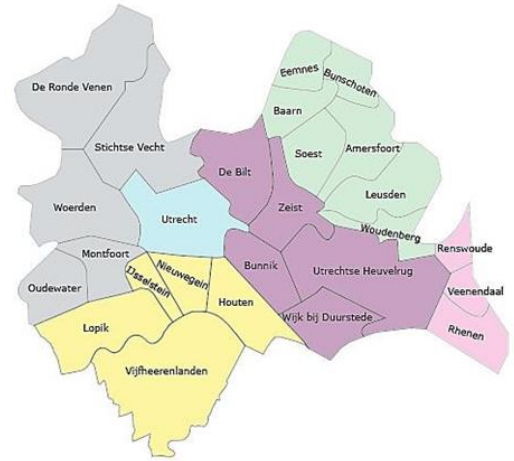 Eemnes
Bunschoten
De Ronde Venen
Baarn
Stichtse Vecht
Soest
Amersfoort
De Bilt
Leusden
Woerden
Zeist
Utrecht
Woudenberg
Renswoude
Montfoort
Nieuwegein
Bunnik
Utrechtse Heuvelrug
IJsselstein
Oudewater
Veenendaal
Houten
Lopik
Wijk bij Duurstede
Rhenen
Vijfheerenlanden